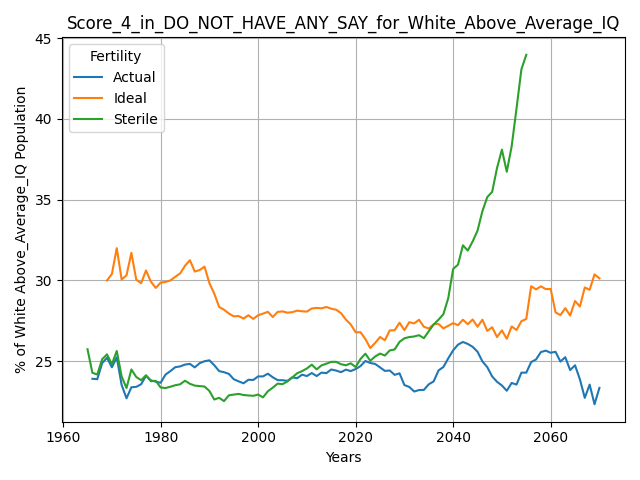 Score_4_in_DO_NOT_HAVE_ANY_SAY_for_White_Above_Average_IQ
Fertility
Actual
Ideal
Sterile
% of White Above_Average_IQ Population
45
40
35
30
25
1960
1980
2000
2020
2040
2060
Years